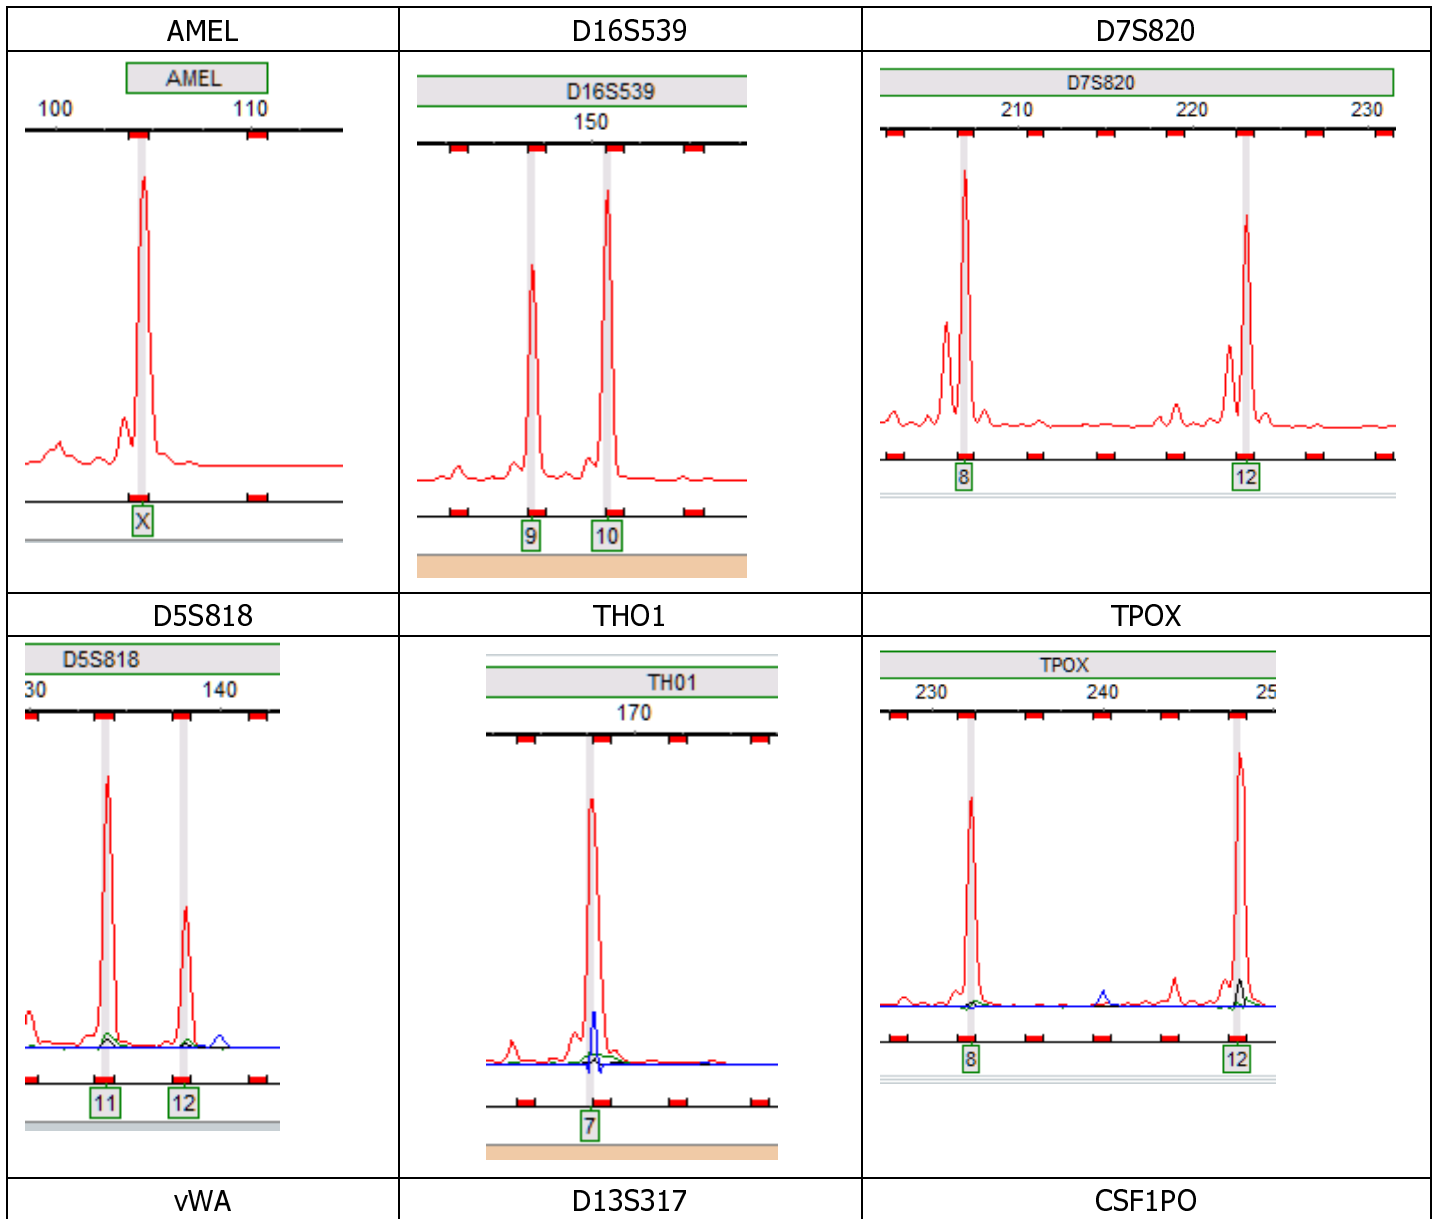 AMEL D16S539 D7S820
AMEL
100 110
X
D16S539
150
9 10
D7S820
210 220 230
8 12
D5S818 THO1 TPOX
D5S818
30 140
11 12
TH01
170
7
TPOX
230 240 25
8 12
vWA D13S317 CSF1PO